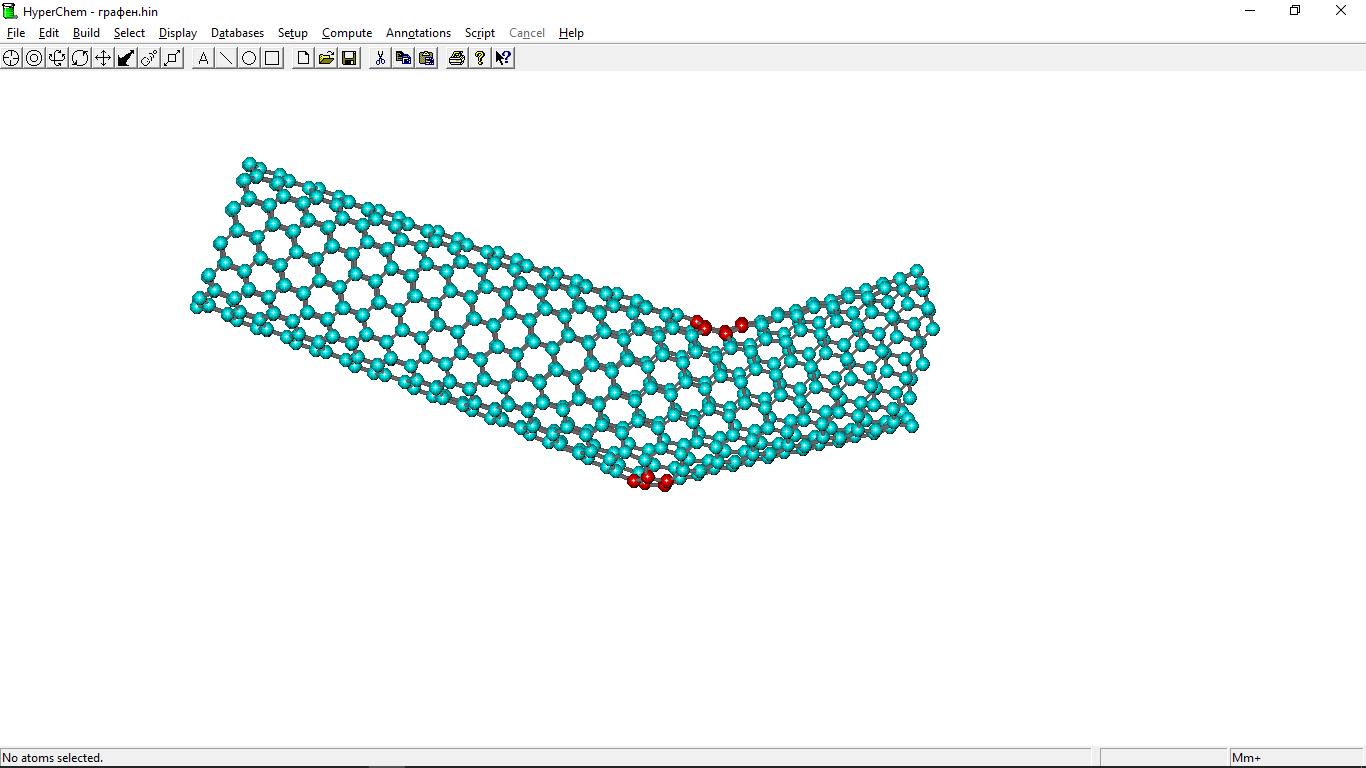 HyperChem - графен.hin
File Edit Build Select Display Databases Setup Compute Annotations Script Cancel Help
A
No atoms selected.
Mm+